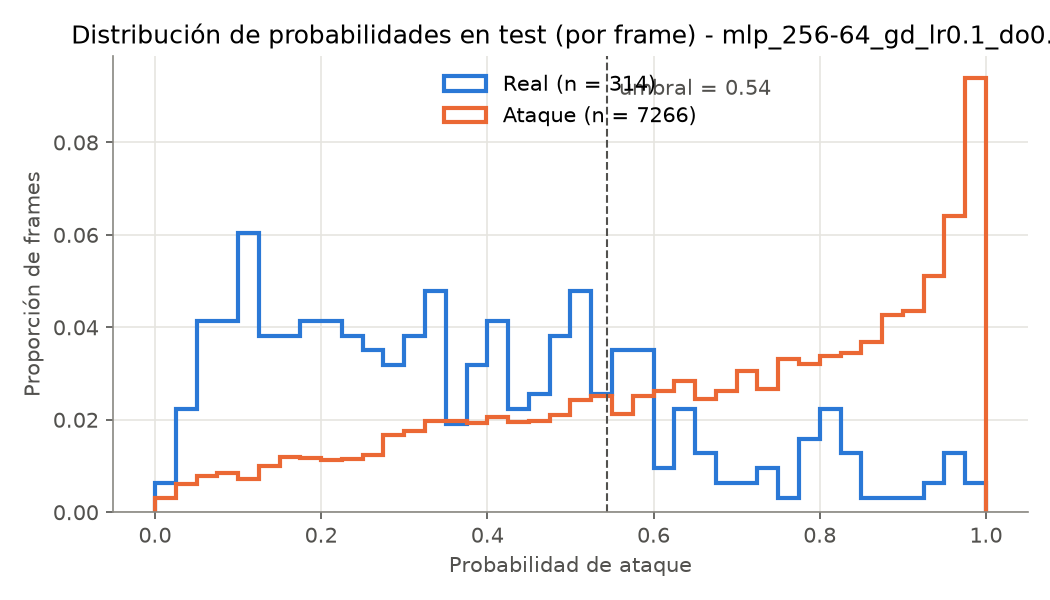 Distribución de probabilidades en test (por frame) - mlp_256-64_gd_lr0.1_do0.
Real (n = 314)
umbral = 0.54
Ataque (n = 7266)
Proporción de frames
0.08
0.06
0.04
0.02
0.00
0.0 0.2 0.4 0.6 0.8 1.0
Probabilidad de ataque